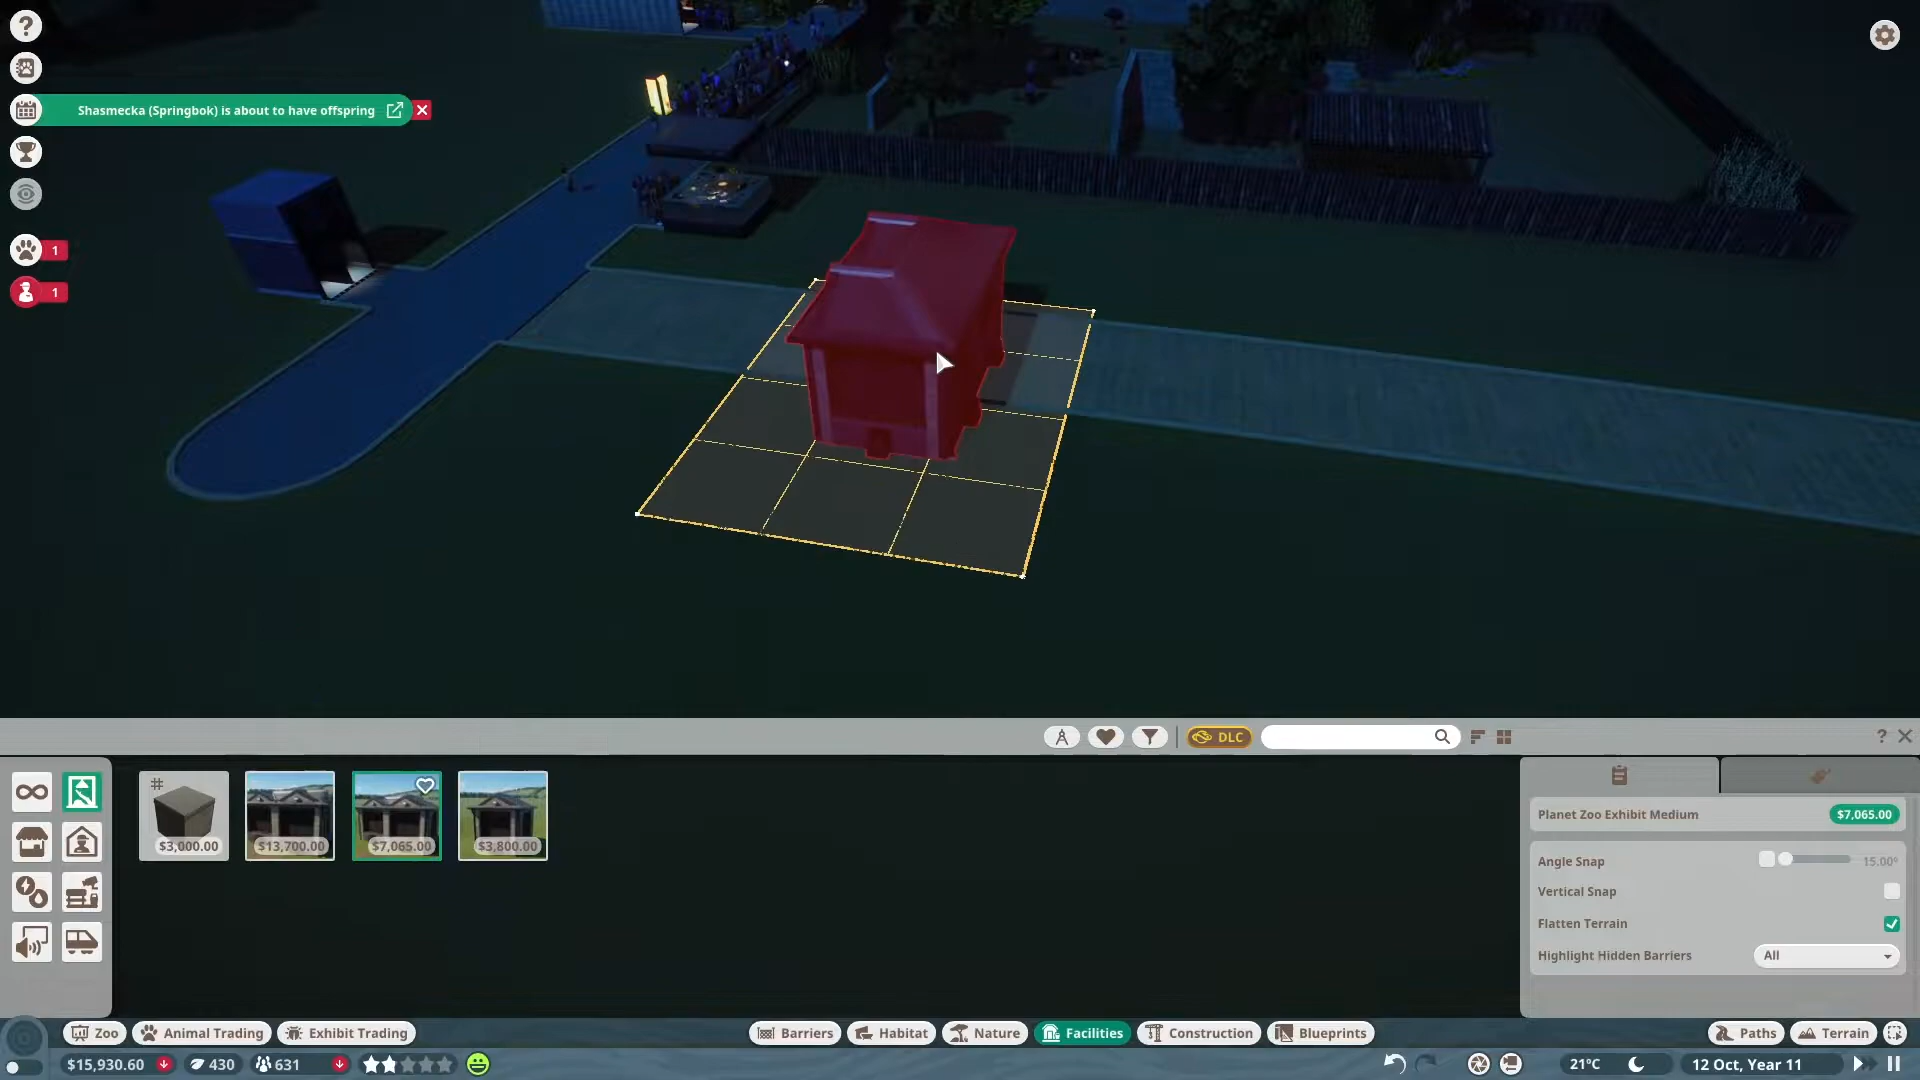 ?
Shasmecka (Springbok) is about to have offspring
1
1
DLC
?
$3,000.00
$13,700.00
$7,065.00
$3,800.00
Planet Zoo Exhibit Medium
$7,065.00
Angle Snap
15.00°
Vertical Snap
Flatten Terrain
Highlight Hidden Barriers
All
Zoo
Animal Trading
Exhibit Trading
Barriers
Habitat
Nature
Facilities
Construction
Blueprints
Paths
Terrain
$15,930.60
430
631
21°C
12 Oct, Year 11